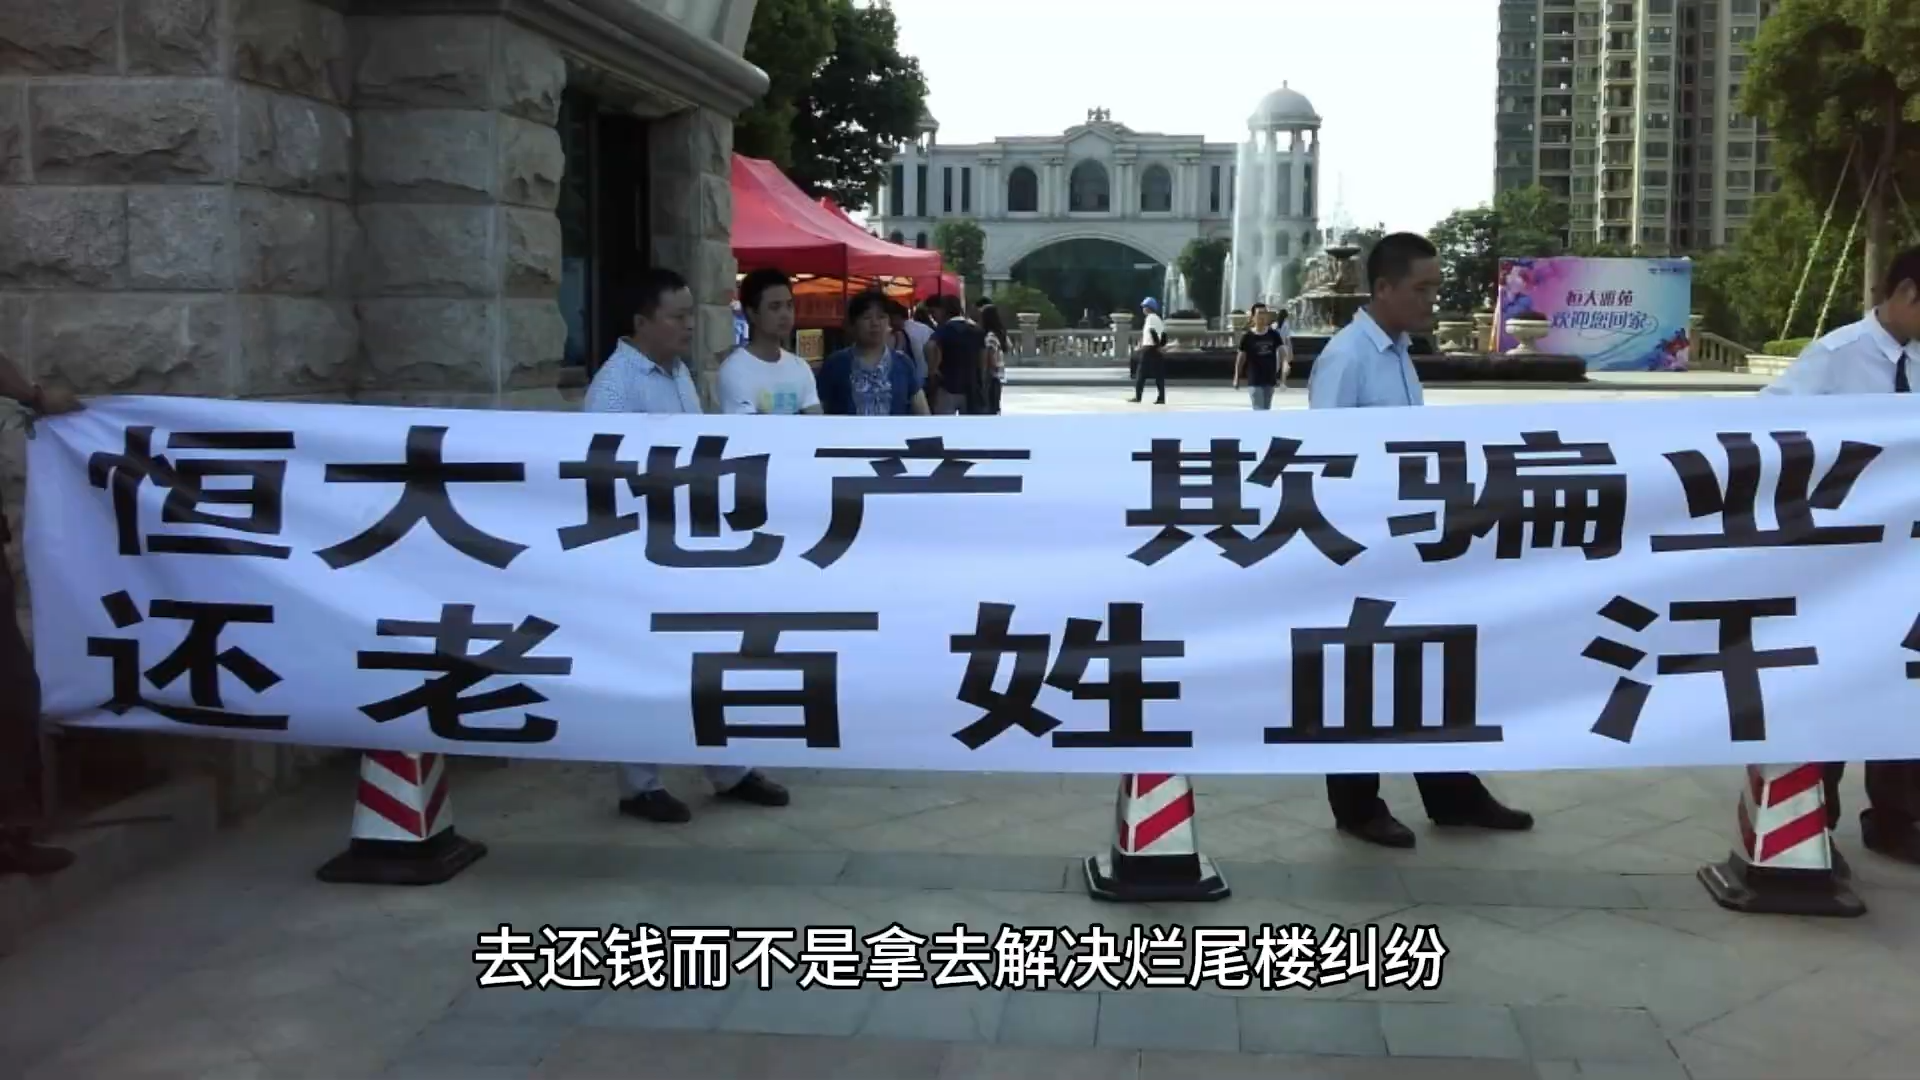 恒大雅苑
欢迎您回家
恒大地产 欺骗业
还老百姓血汗
去还钱而不是拿去解决烂尾楼纠纷